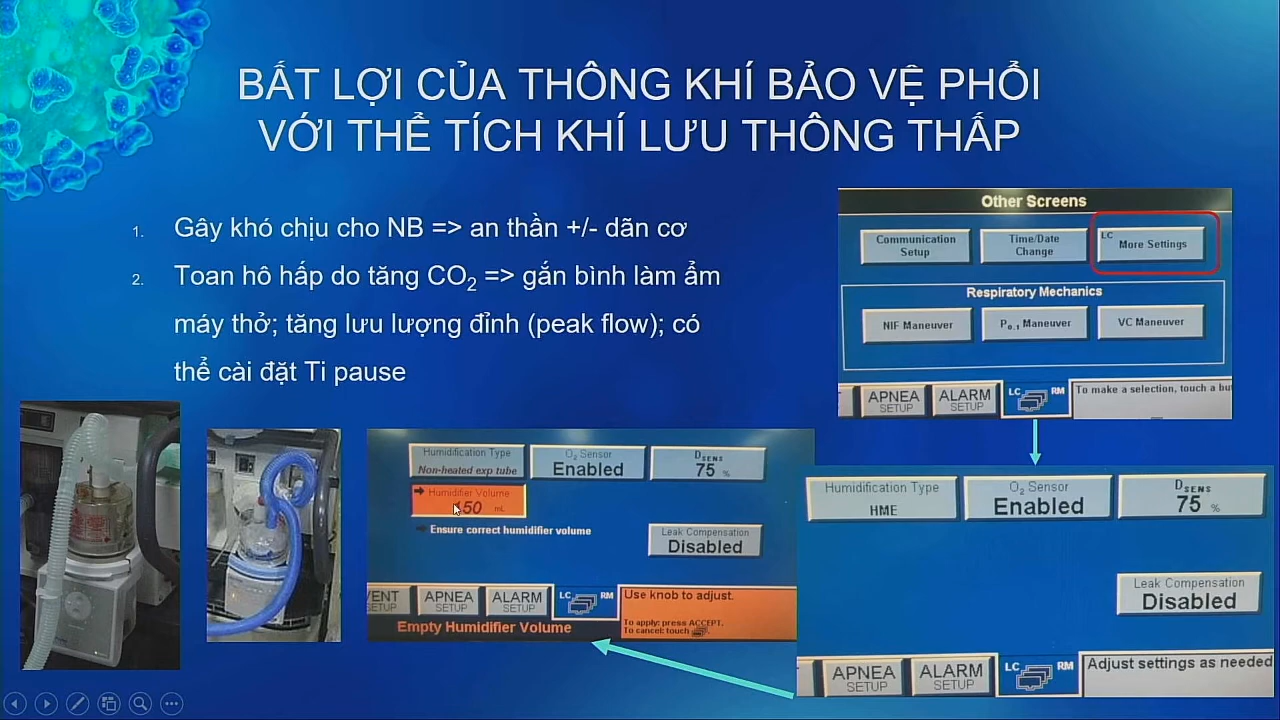 BẤT LỢI CỦA THÔNG KHÍ BẢO VỆ PHỔI
VỚI THỂ TÍCH KHÍ LƯU THÔNG THẤP
1. Gây khó chịu cho NB => an thần +/- dãn cơ
2. Toan hô hấp do tăng CO2 => gắn bình làm ẩm
máy thở; tăng lưu lượng đỉnh (peak flow); có
thể cài đặt Ti pause
Other Screens
Communication
Setup
Time/Date
Change
LC
More Settings
Respiratory Mechanics
NIF Maneuver
P0.1 Maneuver
VC Maneuver
APNEA
SETUP
ALARM
SETUP
LC
RM
To make a selection, touch a bu
Humidification Type
Non-heated exp tube
O2 Sensor
Enabled
DSENS
75 %
Humidifier Volume
450 mL
Ensure correct humidifier volume
Leak Compensation
Disabled
VENT
SETUP
APNEA
SETUP
ALARM
SETUP
LC
RM
Use knob to adjust.
To apply: press ACCEPT.
To cancel: touch
Empty Humidifier Volume
Humidification Type
HME
O2 Sensor
Enabled
DSENS
75 %
Leak Compensation
Disabled
APNEA
SETUP
ALARM
SETUP
LC
RM
Adjust settings as needed